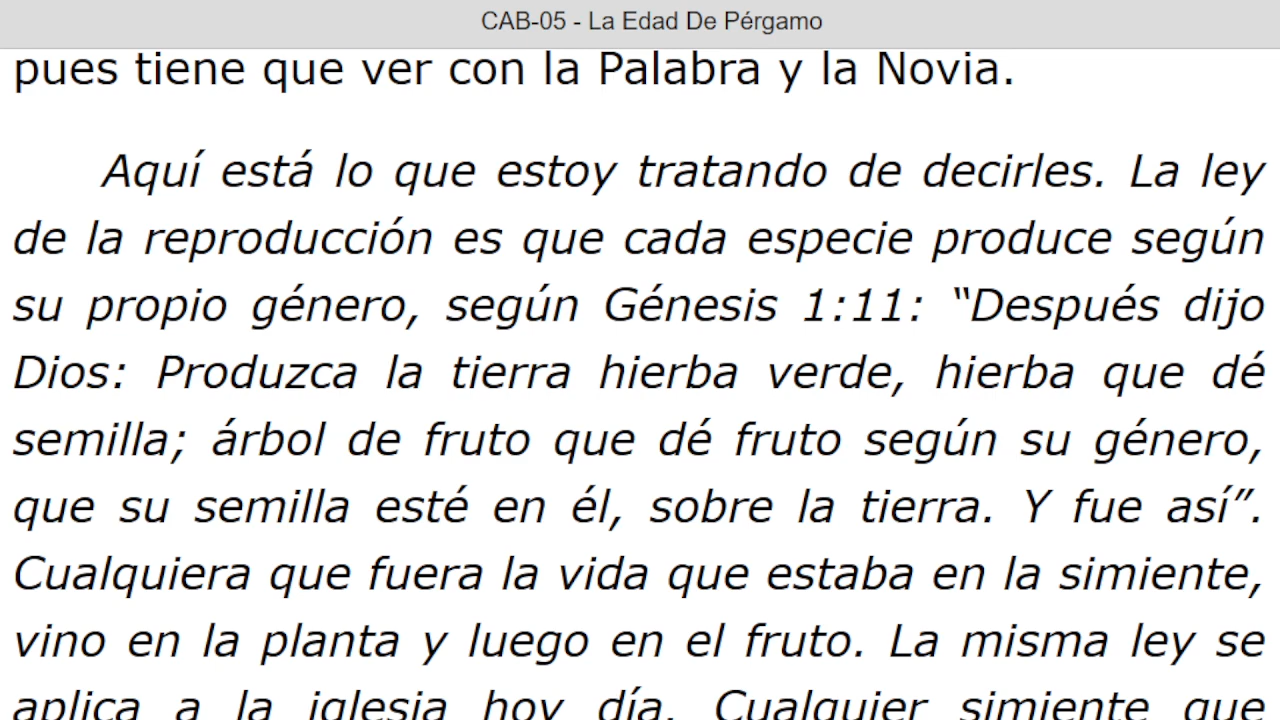 CAB-05 - La Edad De Pérgamo
pues tiene que ver con la Palabra y la Novia.
Aquí está lo que estoy tratando de decirles. La ley
de la reproducción es que cada especie produce según
su propio género, según Génesis 1:11: “Después dijo
Dios: Produzca la tierra hierba verde, hierba que dé
semilla; árbol de fruto que dé fruto según su género,
que su semilla esté en él, sobre la tierra. Y fue así”.
Cualquiera que fuera la vida que estaba en la simiente,
vino en la planta y luego en el fruto. La misma ley se
aplica a la iglesia hoy día. Cualquier simiente que